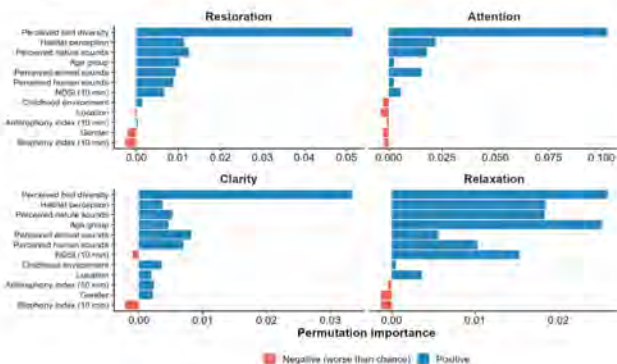 Restoration
Attention
Perceived bird diversity
Habitat perception
Perceived nature sounds
Age group
Perceived animal sounds
Perceived human sounds
NDSI (10 min)
Childhood environment
Location
Anthrophony index (10 min)
Gender
Biophony index (10 min)
0.00 0.01 0.02 0.03 0.04 0.05
0.000 0.025 0.050 0.075 0.100
Clarity
Relaxation
Perceived bird diversity
Habitat perception
Perceived nature sounds
Age group
Perceived animal sounds
Perceived human sounds
NDSI (10 min)
Childhood environment
Location
Anthrophony index (10 min)
Gender
Biophony index (10 min)
0.00 0.01 0.02 0.03
0.00 0.01 0.02
Permutation importance
Negative (worse than chance) Positive